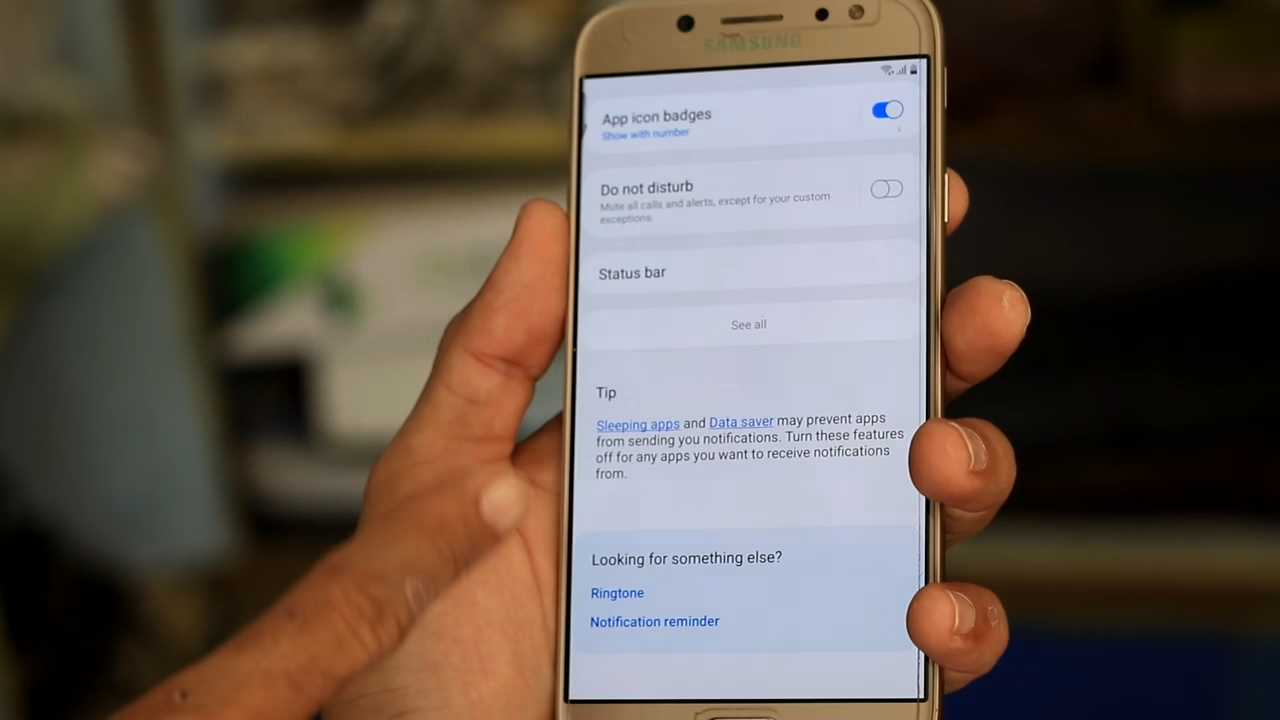 SAMSUNG
App icon badges
Show with number
Do not disturb
Mute all calls and alerts, except for your custom
exceptions.
Status bar
See all
Tip
Sleeping apps and Data saver may prevent apps
from sending you notifications. Turn these features
off for any apps you want to receive notifications
from.
Looking for something else?
Ringtone
Notification reminder